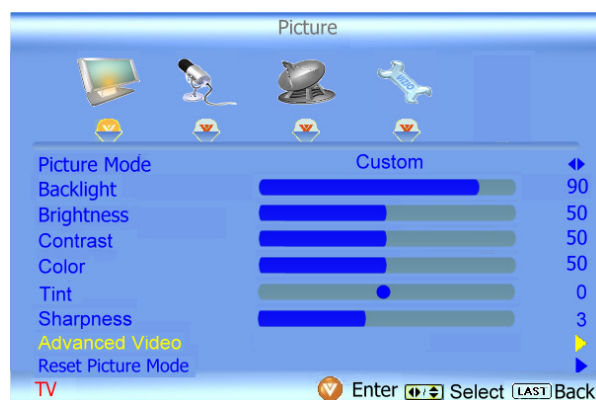 Picture
VIZIO
Picture Mode Custom
Backlight 90
Brightness 50
Contrast 50
Color 50
Tint 0
Sharpness 3
Advanced Video
Reset Picture Mode
TV V Enter / Select LAST Back